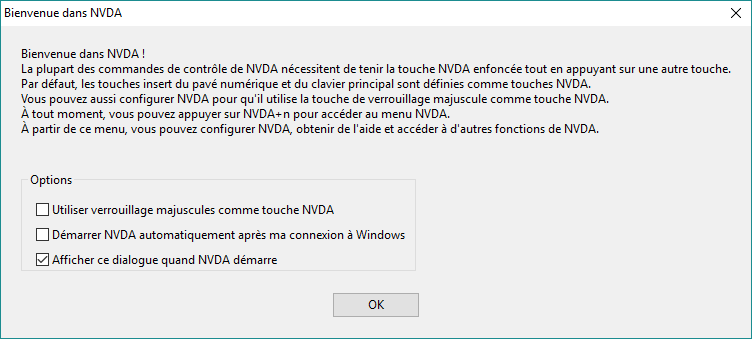 Bienvenue dans NVDA
Bienvenue dans NVDA !
La plupart des commandes de contrôle de NVDA nécessitent de tenir la touche NVDA enfoncée tout en appuyant sur une autre touche.
Par défaut, les touches insert du pavé numérique et du clavier principal sont définies comme touches NVDA.
Vous pouvez aussi configurer NVDA pour qu'il utilise la touche de verrouillage majuscule comme touche NVDA.
À tout moment, vous pouvez appuyer sur NVDA+n pour accéder au menu NVDA.
À partir de ce menu, vous pouvez configurer NVDA, obtenir de l'aide et accéder à d'autres fonctions de NVDA.
Options
Utiliser verrouillage majuscules comme touche NVDA
Démarrer NVDA automatiquement après ma connexion à Windows
Afficher ce dialogue quand NVDA démarre
OK